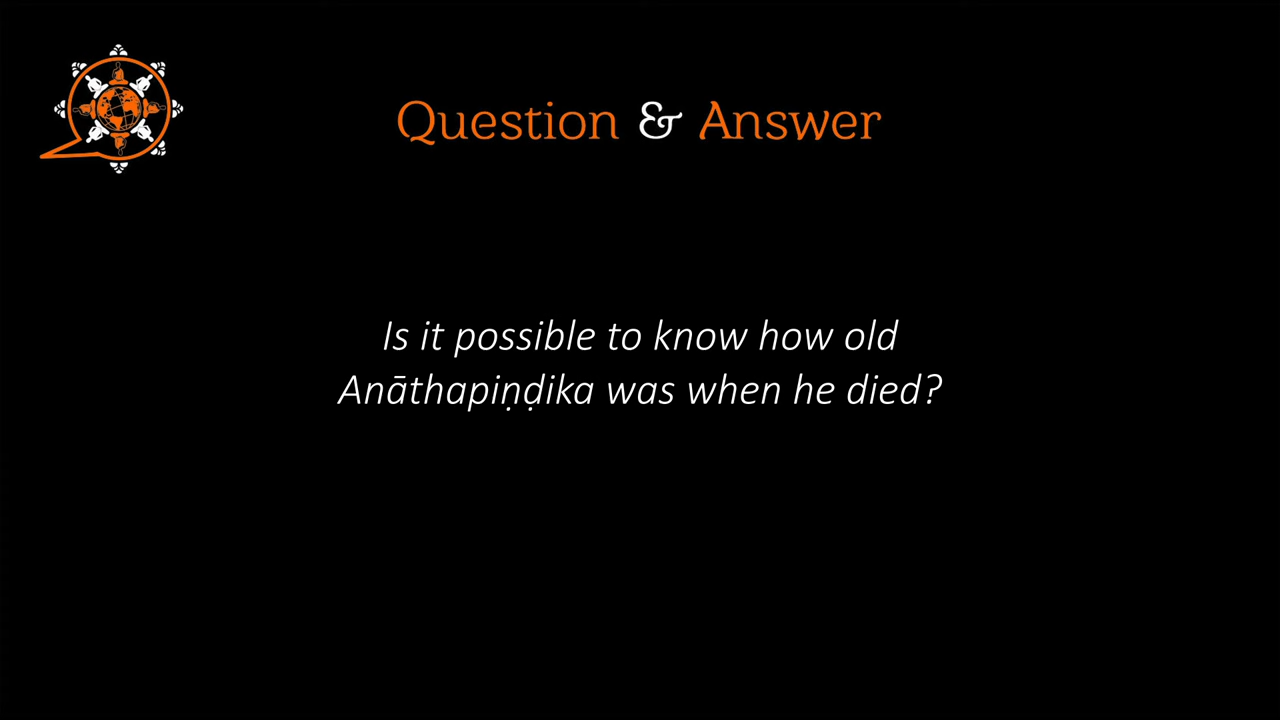 Question & Answer
Is it possible to know how old
Anāthapiṇḍika was when he died?